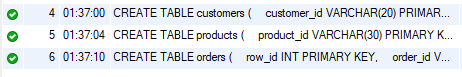 4 01:37:00 CREATE TABLE customers ( customer_id VARCHAR(20) PRIMAR...
5 01:37:04 CREATE TABLE products ( product_id VARCHAR(30) PRIMARY K...
6 01:37:10 CREATE TABLE orders ( row_id INT PRIMARY KEY, order_id V...